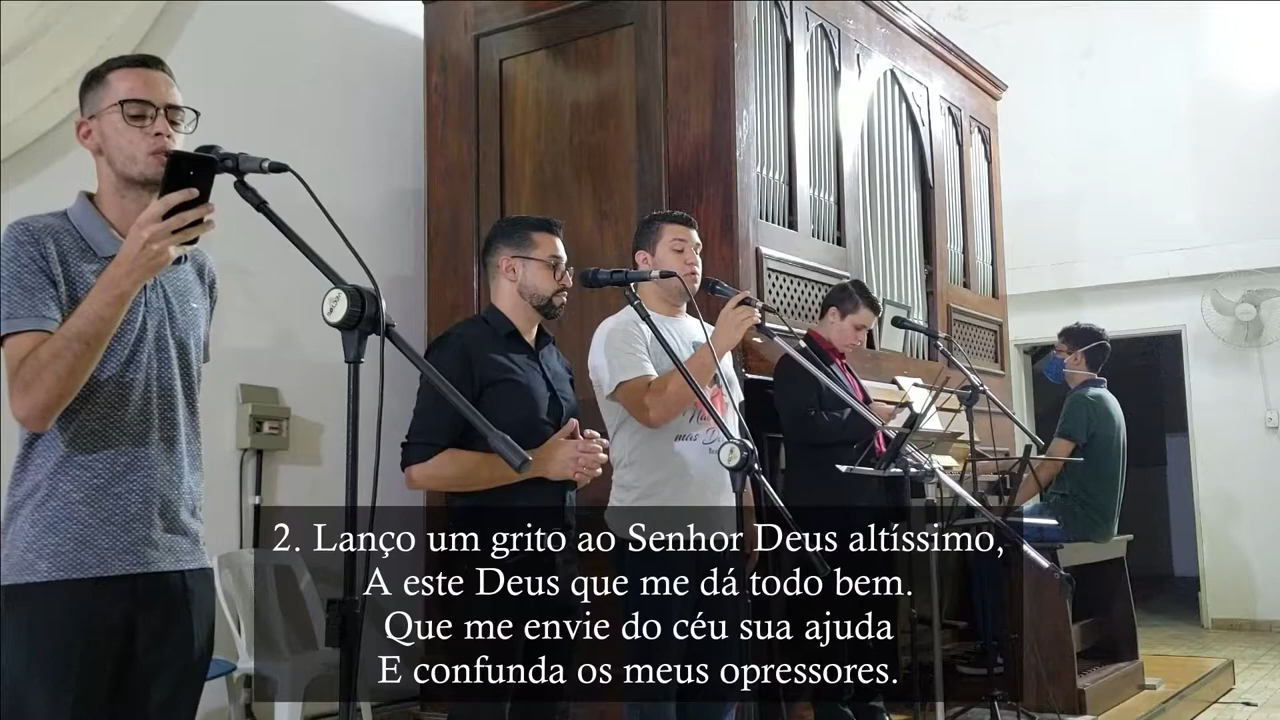 2. Lanço um grito ao Senhor Deus altíssimo,
A este Deus que me dá todo bem.
Que me envie do céu sua ajuda
E confunda os meus opressores.
mas